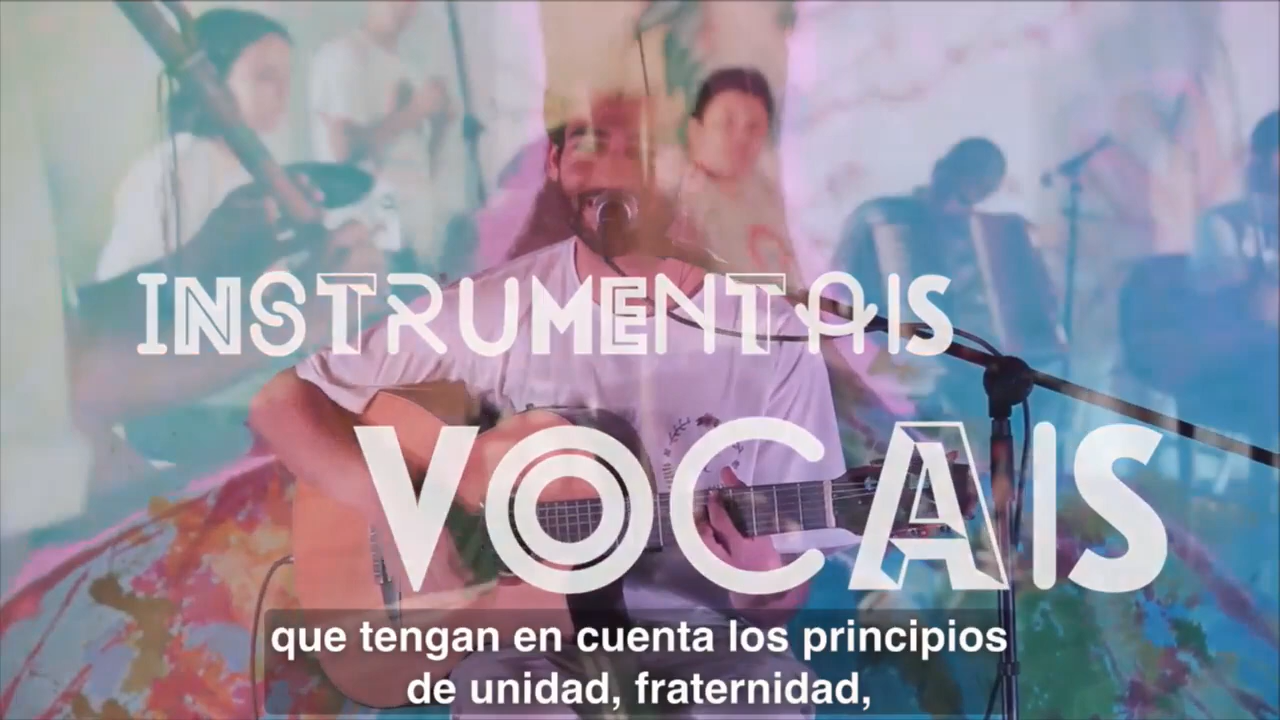 INSTRUMENTAIS
VOCAIS
que tengan en cuenta los principios
de unidad, fraternidad,